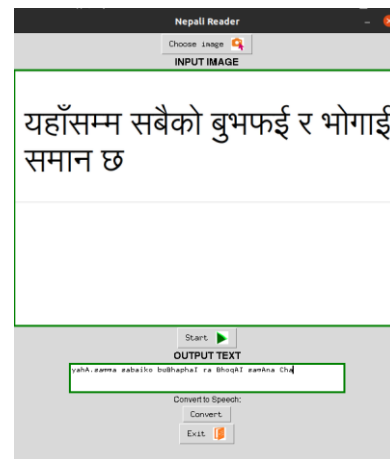 Nepali Reader
Choose image
INPUT IMAGE
यहाँसम्म सबैको बुभफई र भोगाई
समान छ
Start
OUTPUT TEXT
yahA.samma sabaiko buBhaphaI ra BhogAI samAna Cha
Convert to Speech:
Convert
Exit